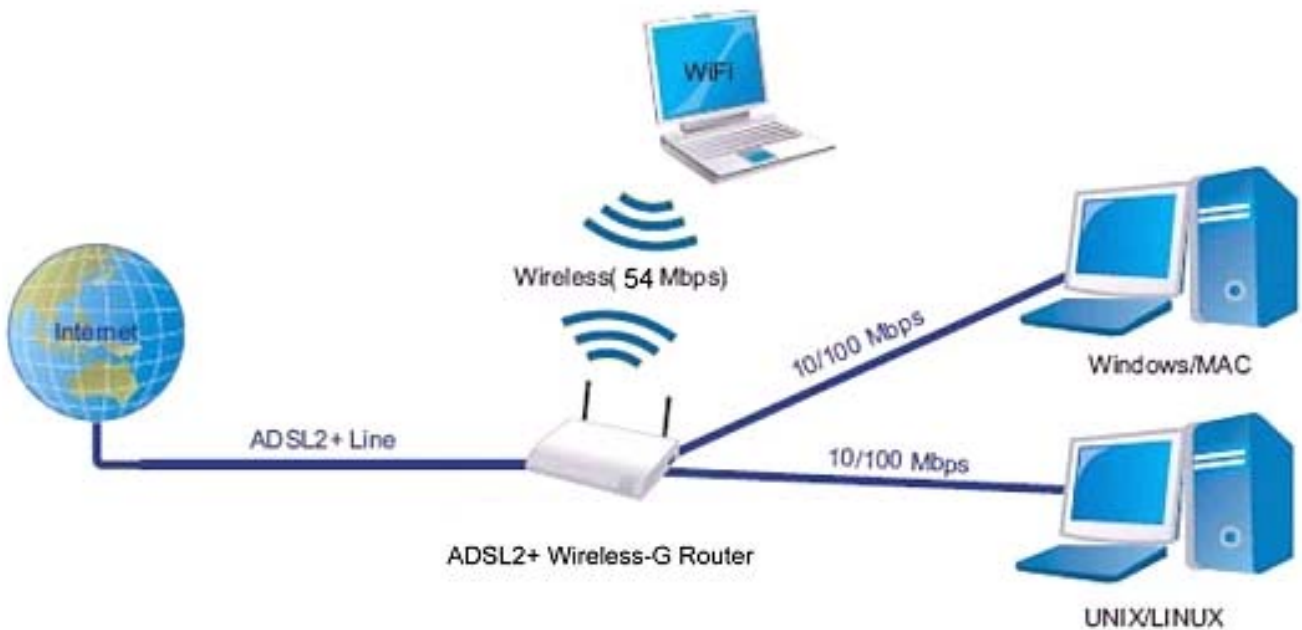 WiFi
Wireless( 54 Mbps)
Internet
10/100 Mbps
Windows/MAC
ADSL2+ Line
10/100 Mbps
ADSL2+ Wireless-G Router
UNIX/LINUX